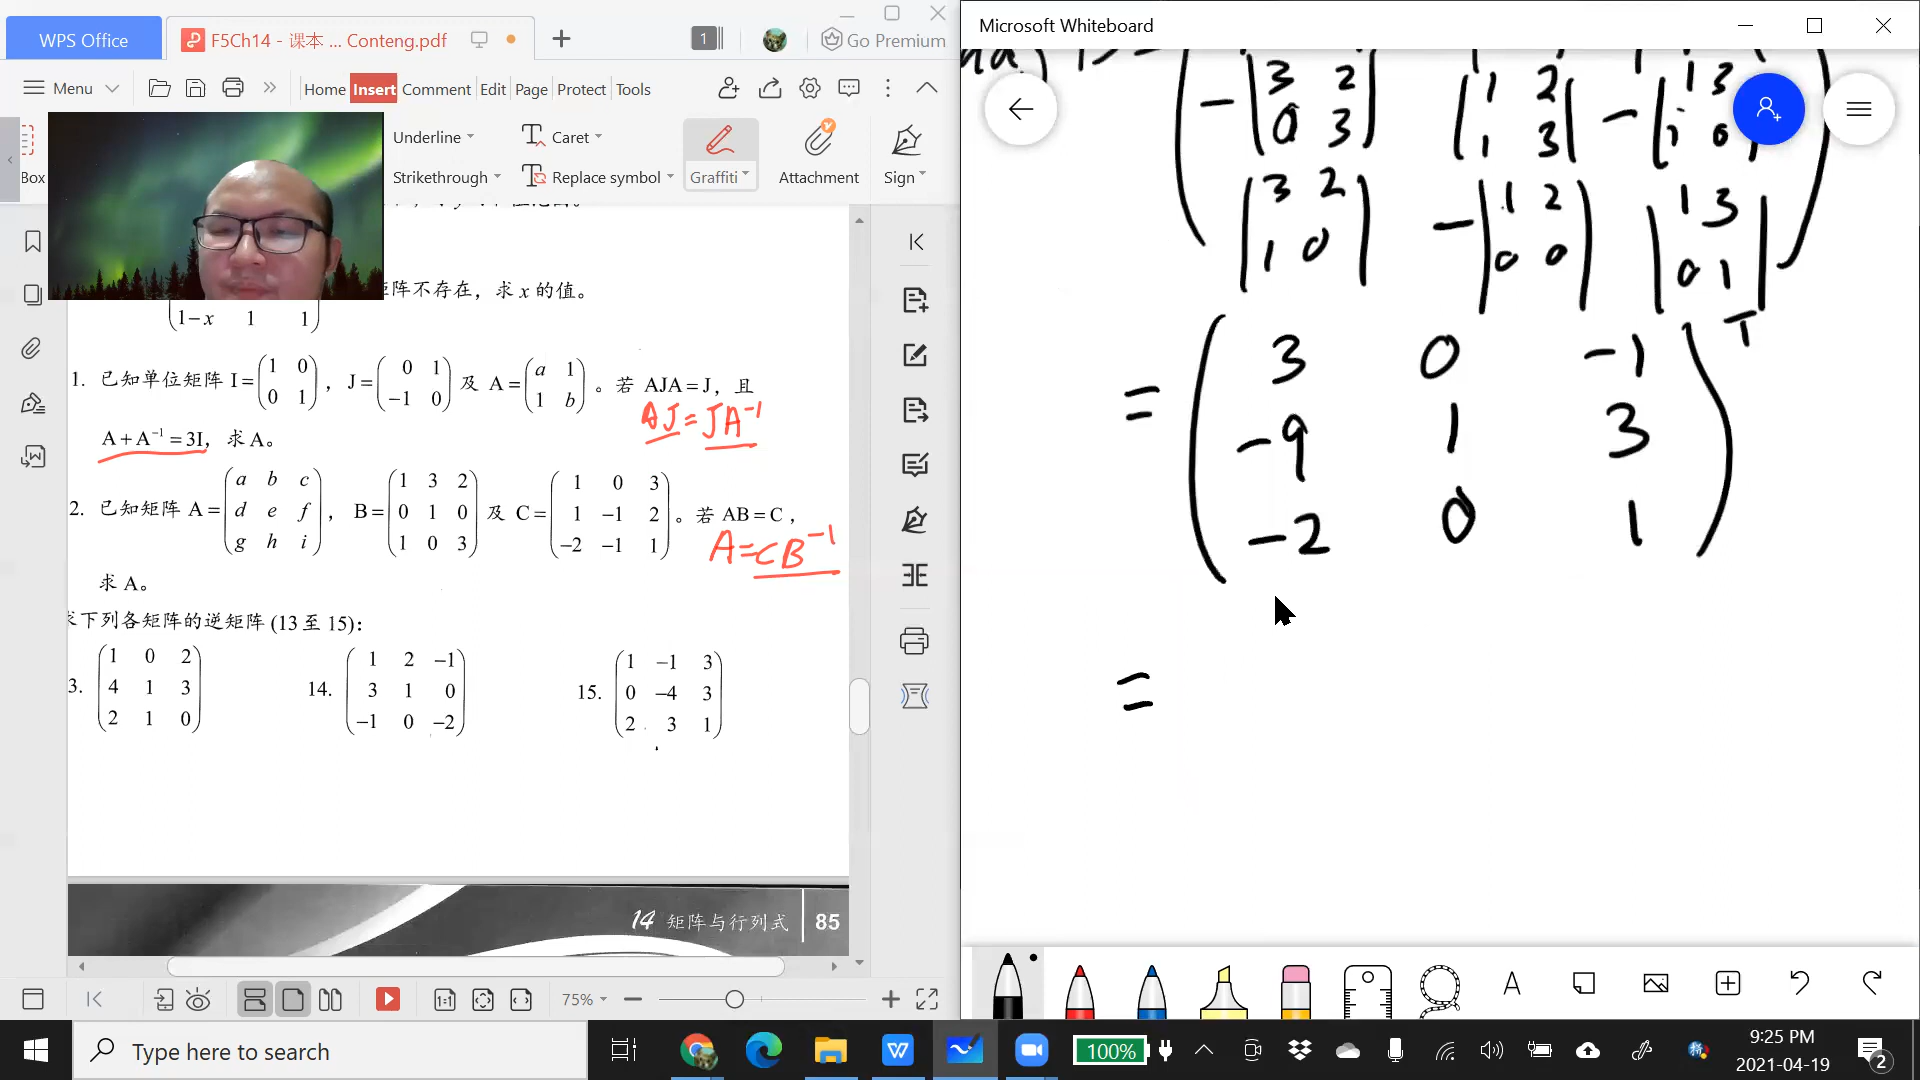 WPS Office
F5Ch14 - 课本 ... Conteng.pdf
1
Go Premium
Menu
Home Insert Comment Edit Page Protect Tools
Box
Underline
Caret
Strikethrough
Replace symbol
Graffiti
Attachment
Sign
矩阵不存在，求 x 的值。
1−x 1 1
1. 已知单位矩阵 I = (1 0 0 1)，J = (0 1 −1 0) 及 A = (a 1 1 b)。若 AJA = J，且
AJ = JA⁻¹
A + A⁻¹ = 3I，求 A。
2. 已知矩阵 A = (a b c d e f g h i)，B = (1 3 2 0 1 0 1 0 3) 及 C = (1 0 3 1 −1 2 −2 −1 1)。若 AB = C，
A = CB⁻¹
求 A。
求下列各矩阵的逆矩阵 (13 至 15)：
3. (1 0 2 4 1 3 2 1 0)
14. (1 2 −1 3 1 0 −1 0 −2)
15. (1 −1 3 0 −4 3 2 3 1)
14 矩阵与行列式 85
75%
Microsoft Whiteboard
−|3 2 0 3| |1 2 1 3| −|1 3 1 0|
|3 2 1 0| −|1 2 0 0| |1 3 0 1|
= (3 0 −1
−9 1 3
−2 0 1)ᵀ
=
Type here to search
100%
9:25 PM
2021-04-19
2